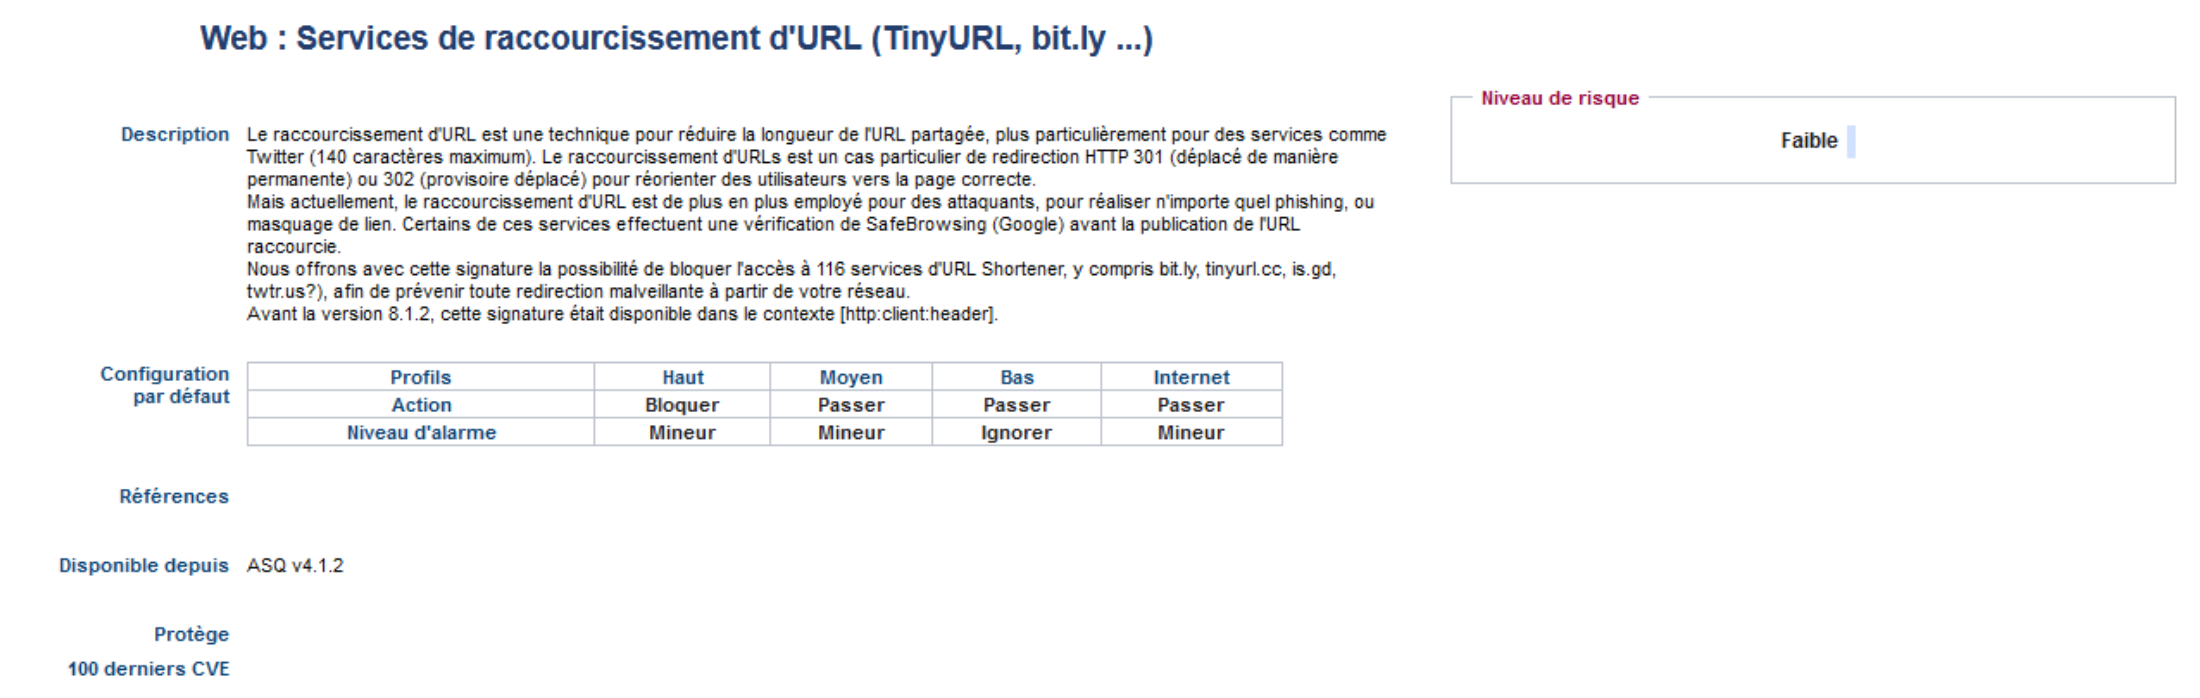 Web : Services de raccourcissement d'URL (TinyURL, bit.ly ...)
Niveau de risque
Faible
Description
Le raccourcissement d'URL est une technique pour réduire la longueur de l'URL partagée, plus particulièrement pour des services comme
Twitter (140 caractères maximum). Le raccourcissement d'URLs est un cas particulier de redirection HTTP 301 (déplacé de manière
permanente) ou 302 (provisoire déplacé) pour réorienter des utilisateurs vers la page correcte.
Mais actuellement, le raccourcissement d'URL est de plus en plus employé pour des attaquants, pour réaliser n'importe quel phishing, ou
masquage de lien. Certains de ces services effectuent une vérification de SafeBrowsing (Google) avant la publication de l'URL
raccourcie.
Nous offrons avec cette signature la possibilité de bloquer l'accès à 116 services d'URL Shortener, y compris bit.ly, tinyurl.cc, is.gd,
twtr.us?), afin de prévenir toute redirection malveillante à partir de votre réseau.
Avant la version 8.1.2, cette signature était disponible dans le contexte [http:client:header].
Configuration
par défaut
Profils Haut Moyen Bas Internet
Action Bloquer Passer Passer Passer
Niveau d'alarme Mineur Mineur Ignorer Mineur
Références
Disponible depuis ASQ v4.1.2
Protège
100 derniers CVE